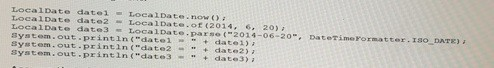 LocalDate date1 = LocalDate.now();
LocalDate date2 = LocalDate.of(2014, 6, 20);
LocalDate date3 = LocalDate.parse("2014-06-20", DateTimeFormatter.ISO_DATE);
System.out.println("date1 = " + date1);
System.out.println("date2 = " + date2);
System.out.println("date3 = " + date3);